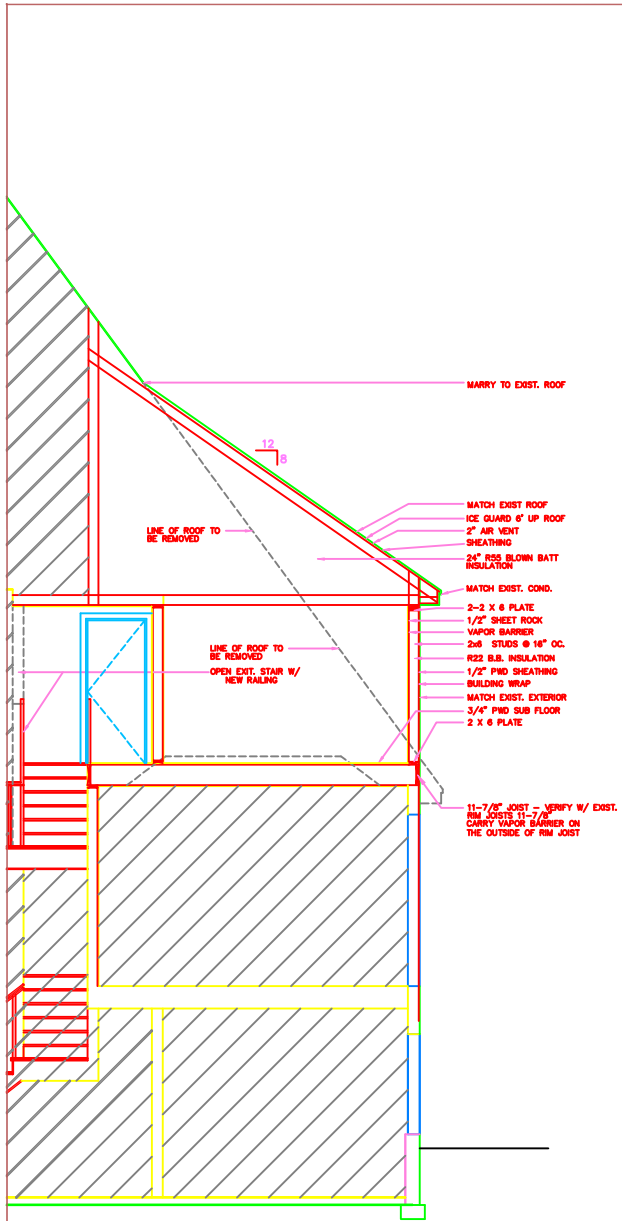 MARRY TO EXIST. ROOF
12
8
MATCH EXIST ROOF
ICE GUARD 6' UP ROOF
2" AIR VENT
SHEATHING
24" R55 BLOWN BATT
INSULATION
LINE OF ROOF TO
BE REMOVED
MATCH EXIST. COND.
2-2 X 6 PLATE
1/2" SHEET ROCK
VAPOR BARRIER
2x6 STUDS @ 16" OC.
R22 B.B. INSULATION
1/2" PWD SHEATHING
BUILDING WRAP
MATCH EXIST. EXTERIOR
3/4" PWD SUB FLOOR
2 X 6 PLATE
LINE OF ROOF TO
BE REMOVED
OPEN EXIT. STAIR W/
NEW RAILING
11-7/8" JOIST - VERIFY W/ EXIST.
RIM JOISTS 11-7/8"
CARRY VAPOR BARRIER ON
THE OUTSIDE OF RIM JOIST